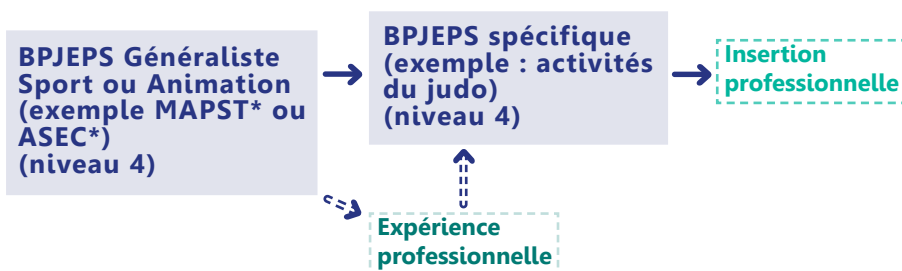 BPJEPS Généraliste
Sport ou Animation
(exemple MAPST* ou
ASEC*)
(niveau 4)
BPJEPS spécifique
(exemple : activités
du judo)
(niveau 4)
Insertion
professionnelle
Expérience
professionnelle